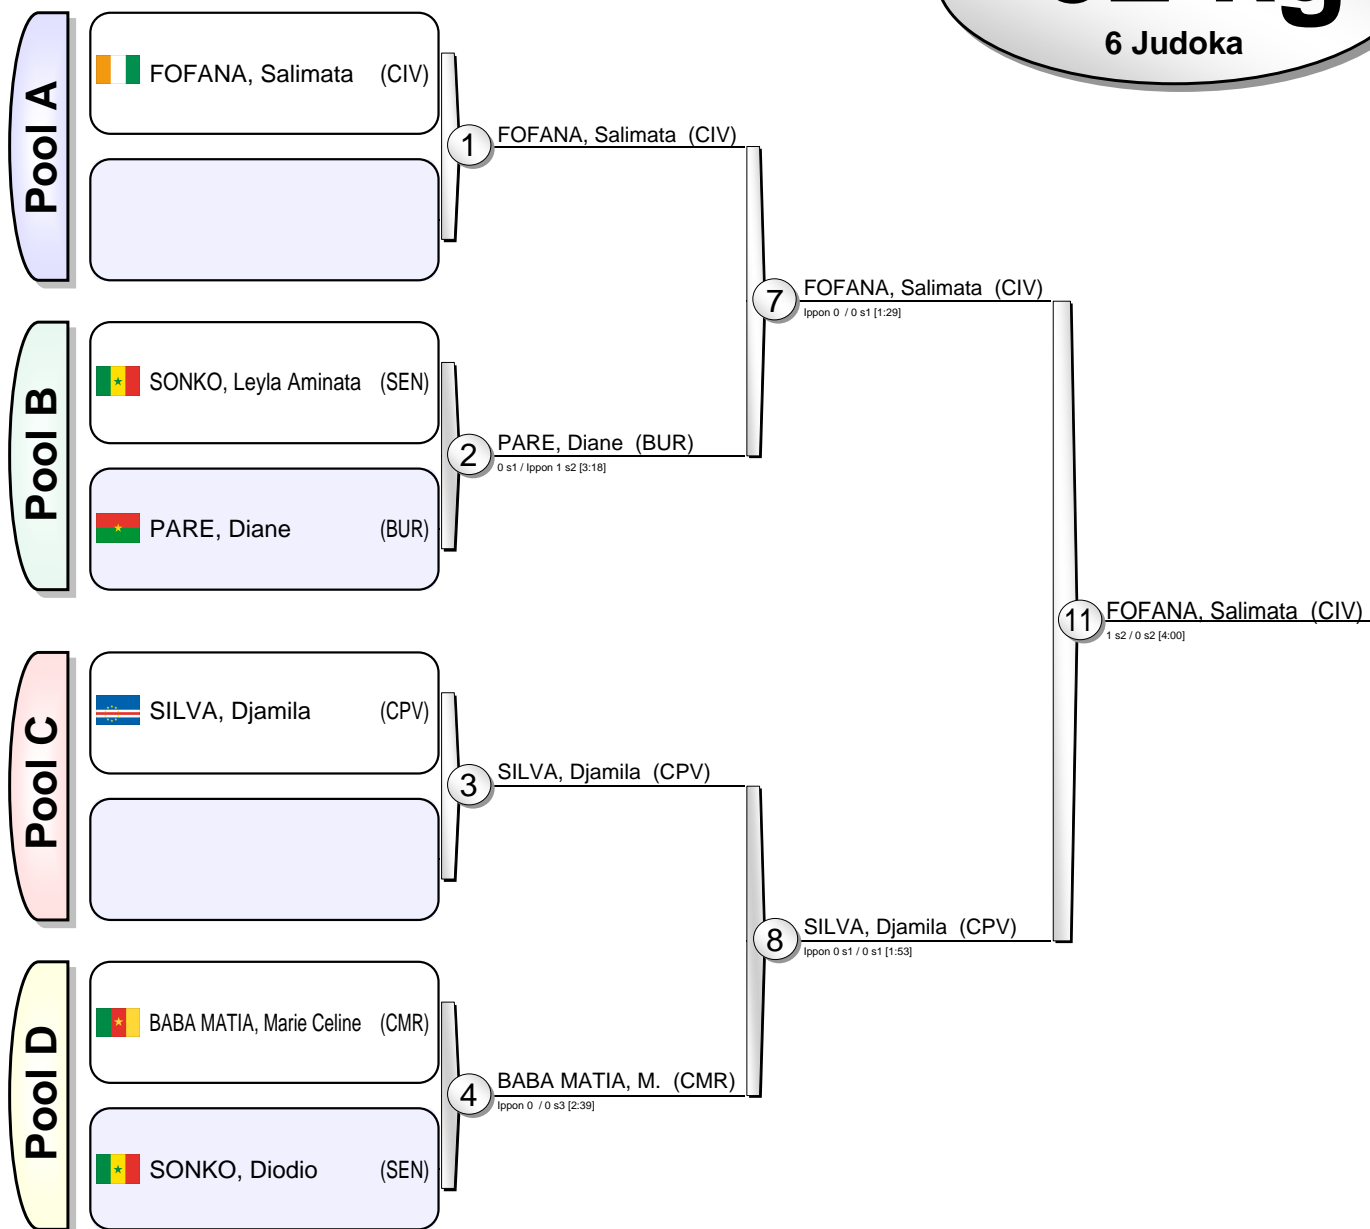 6 Judoka
Pool A
FOFANA, Salimata (CIV)
1
FOFANA, Salimata (CIV)
7
FOFANA, Salimata (CIV)
Ippon 0 / 0 s1 [1:29]
Pool B
SONKO, Leyla Aminata (SEN)
2
PARE, Diane (BUR)
0 s1 / Ippon 1 s2 [3:18]
PARE, Diane (BUR)
11
FOFANA, Salimata (CIV)
1 s2 / 0 s2 [4:00]
Pool C
SILVA, Djamila (CPV)
3
SILVA, Djamila (CPV)
8
SILVA, Djamila (CPV)
Ippon 0 s1 / 0 s1 [1:53]
Pool D
BABA MATIA, Marie Celine (CMR)
4
BABA MATIA, M. (CMR)
Ippon 0 / 0 s3 [2:39]
SONKO, Diodio (SEN)